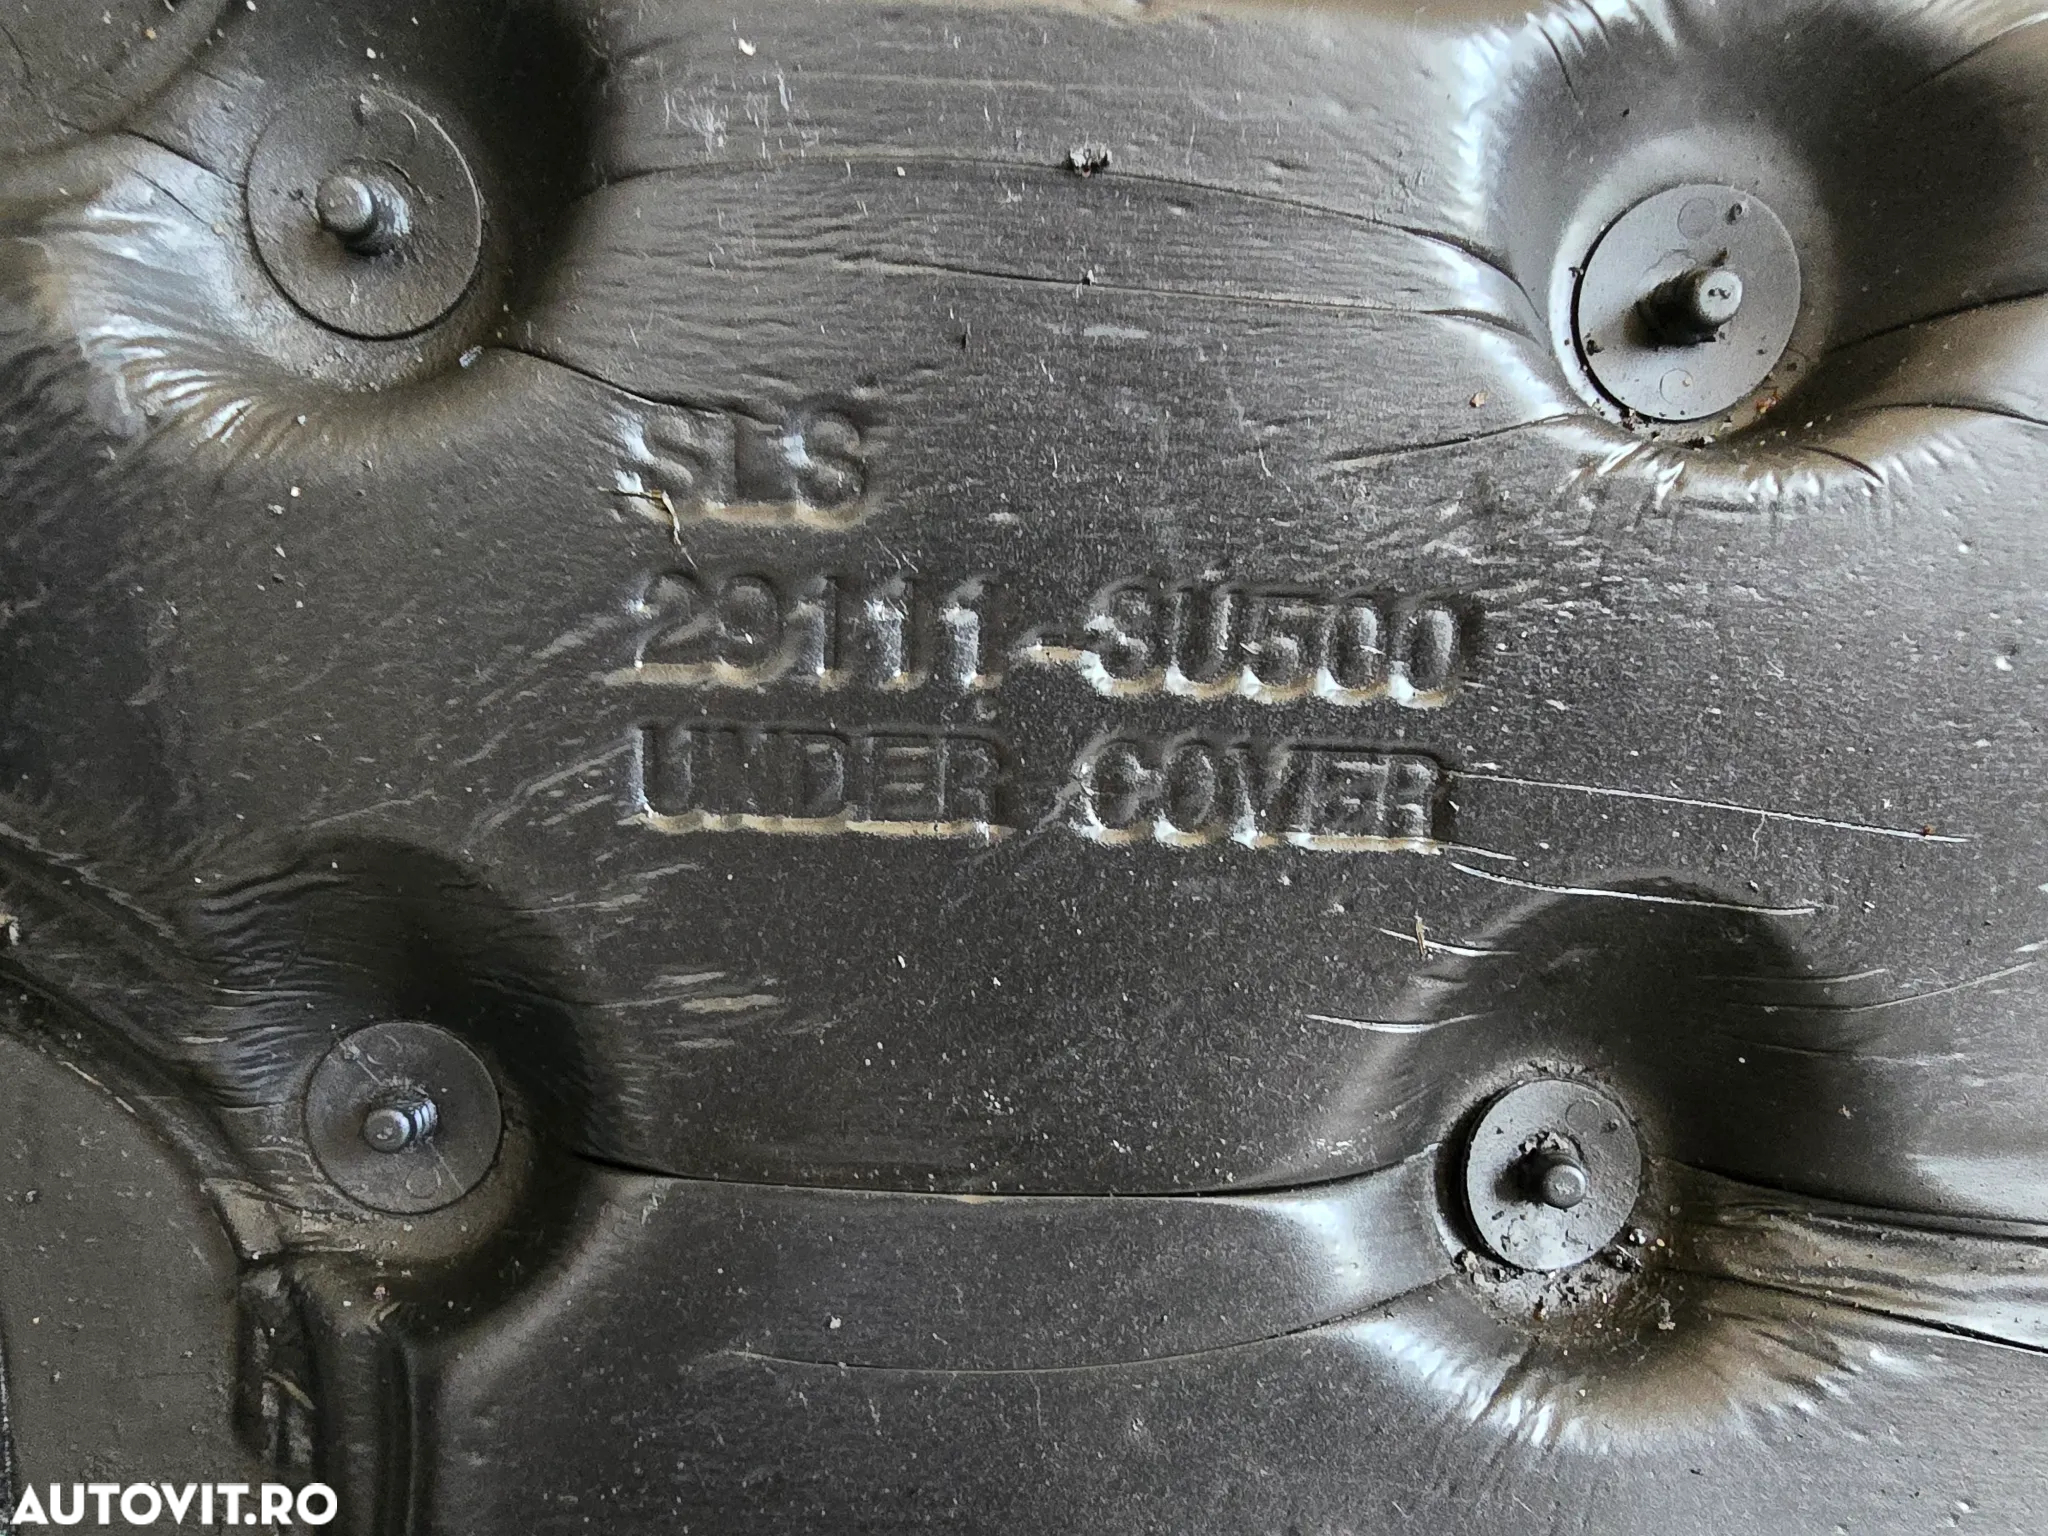 SLS
29111-3U500
UNDER COVER
AUTOVIT.RO